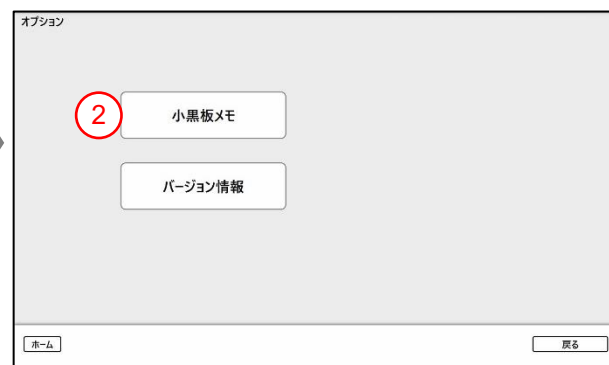 オプション
2
小黒板メモ
バージョン情報
ホーム
戻る